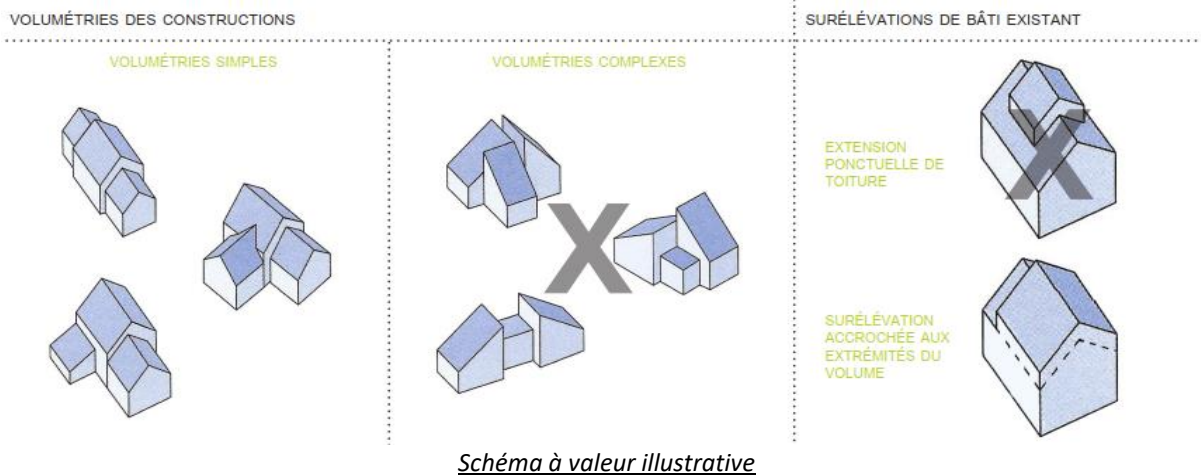 VOLUMÉTRIES DES CONSTRUCTIONS
SURÉLÉVATIONS DE BÂTI EXISTANT
VOLUMÉTRIES SIMPLES
VOLUMÉTRIES COMPLEXES
EXTENSION
PONCTUELLE DE
TOITURE
X
X
SURÉLÉVATION
ACCROCHÉE AUX
EXTRÉMITÉS DU
VOLUME
Schéma à valeur illustrative